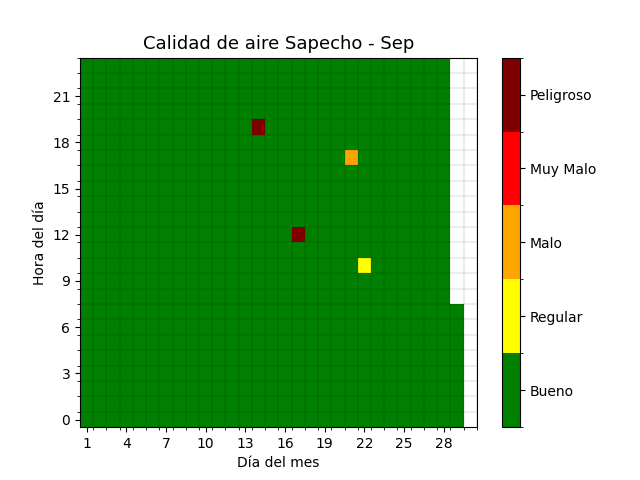 Calidad de aire Sapecho - Sep
21
18
15
12
9
6
3
0
Hora del día
1 4 7 10 13 16 19 22 25 28
Día del mes
Peligroso
Muy Malo
Malo
Regular
Bueno